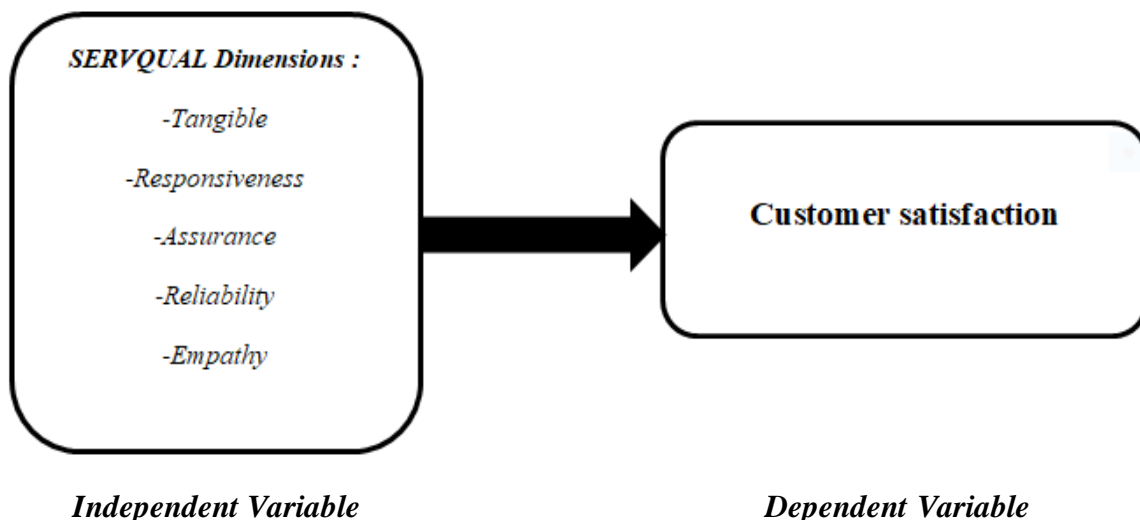 SERVQUAL Dimensions :
-Tangible
-Responsiveness
-Assurance
-Reliability
-Empathy
Customer satisfaction
Independent Variable
Dependent Variable